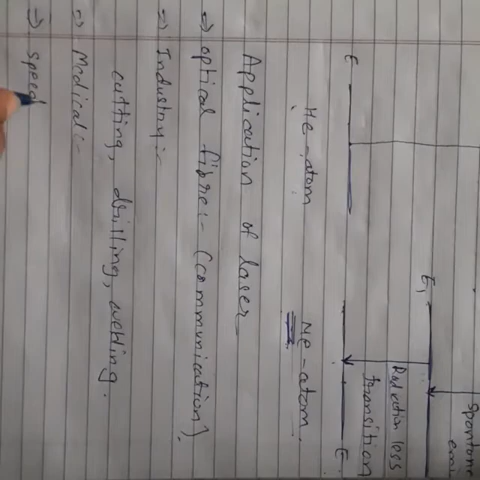 Spontane
emi
E1
Radiation less
transition
E
E
He-atom
Ne-atom.
Application of laser
⇒ optical fibre:- (communication).
⇒ Industry:-
cutting, drilling, welding.
⇒ Medical:-
⇒ speed